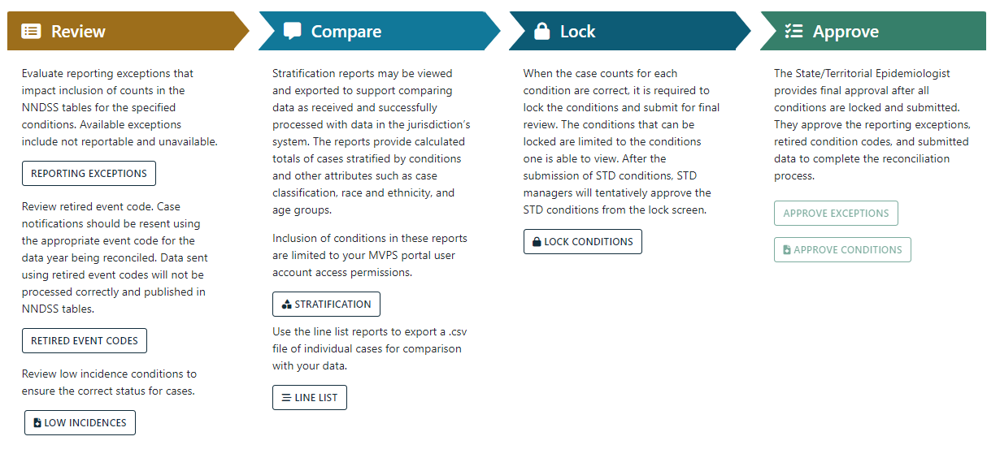 Review
Evaluate reporting exceptions that
impact inclusion of counts in the
NNDSS tables for the specified
conditions. Available exceptions
include not reportable and unavailable.
REPORTING EXCEPTIONS
Review retired event code. Case
notifications should be resent using
the appropriate event code for the
data year being reconciled. Data sent
using retired event codes will not be
processed correctly and published in
NNDSS tables.
RETIRED EVENT CODES
Review low incidence conditions to
ensure the correct status for cases.
LOW INCIDENCES
Compare
Stratification reports may be viewed
and exported to support comparing
data as received and successfully
processed with data in the jurisdiction's
system. The reports provide calculated
totals of cases stratified by conditions
and other attributes such as case
classification, race and ethnicity, and
age groups.
Inclusion of conditions in these reports
are limited to your MVPS portal user
account access permissions.
STRATIFICATION
Use the line list reports to export a .csv
file of individual cases for comparison
with your data.
LINE LIST
Lock
When the case counts for each
condition are correct, it is required to
lock the conditions and submit for final
review. The conditions that can be
locked are limited to the conditions
one is able to view. After the
submission of STD conditions, STD
managers will tentatively approve the
STD conditions from the lock screen.
LOCK CONDITIONS
Approve
The State/Territorial Epidemiologist
provides final approval after all
conditions are locked and submitted.
They approve the reporting exceptions,
retired condition codes, and submitted
data to complete the reconciliation
process.
APPROVE EXCEPTIONS
APPROVE CONDITIONS